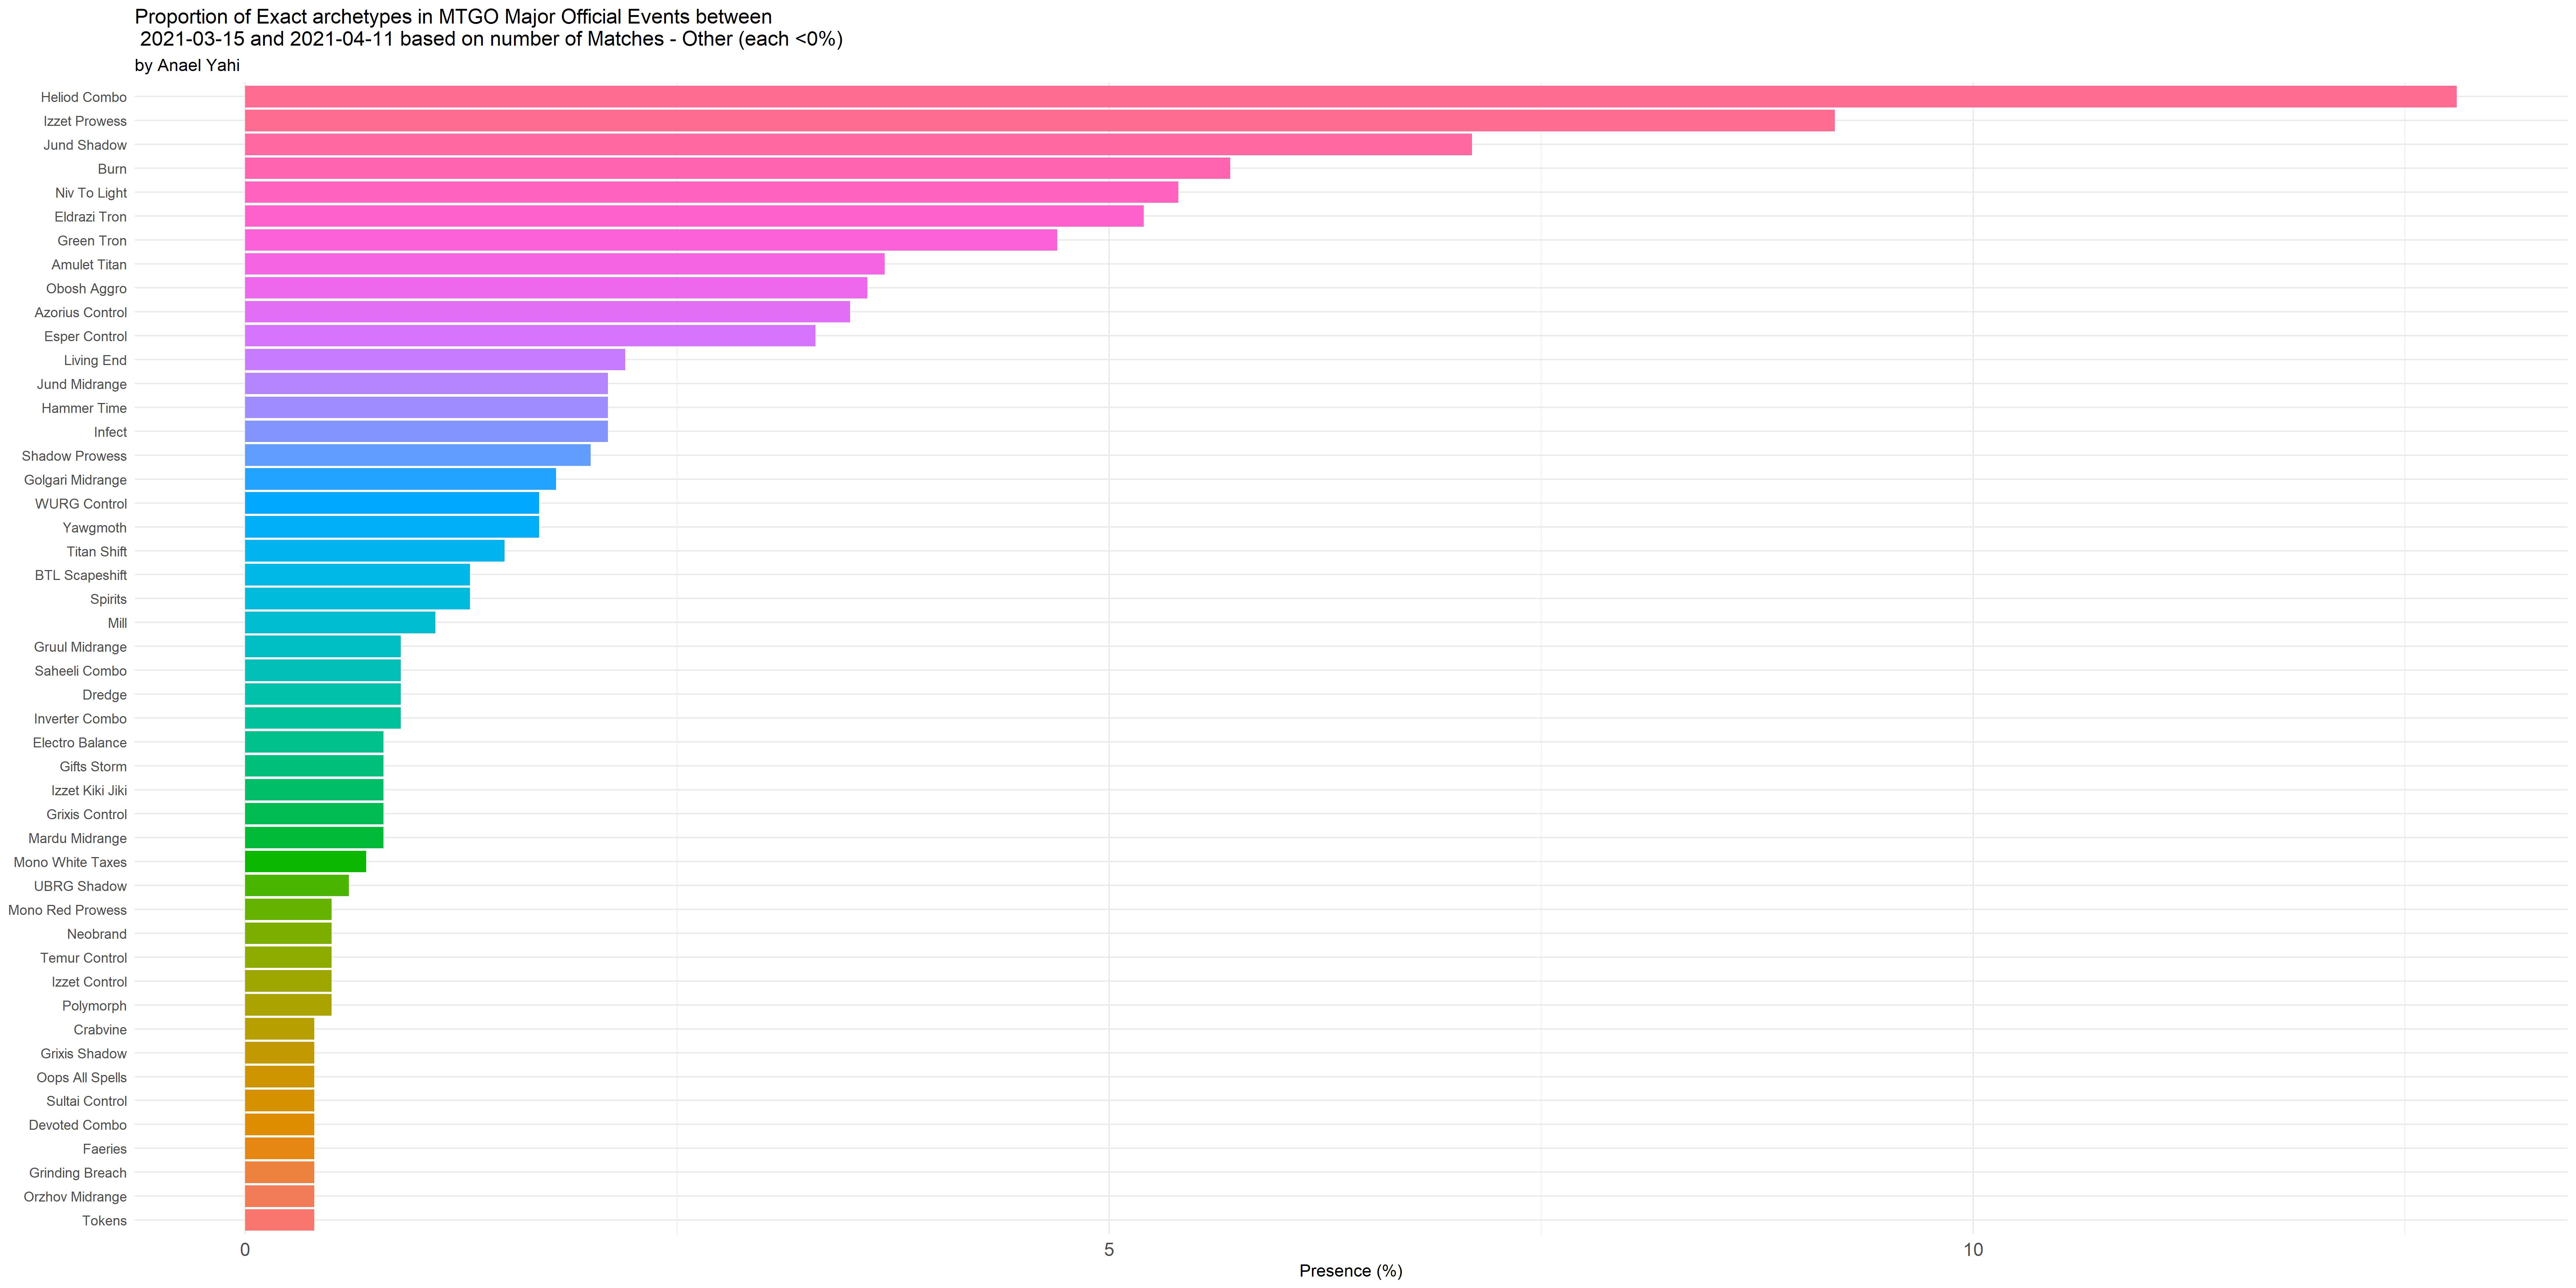 Proportion of Exact archetypes in MTGO Major Official Events between
2021-03-15 and 2021-04-11 based on number of Matches - Other (each <0%)
by Anael Yahi
Heliod Combo
Izzet Prowess
Jund Shadow
Burn
Niv To Light
Eldrazi Tron
Green Tron
Amulet Titan
Obosh Aggro
Azorius Control
Esper Control
Living End
Jund Midrange
Hammer Time
Infect
Shadow Prowess
Golgari Midrange
WURG Control
Yawgmoth
Titan Shift
BTL Scapeshift
Spirits
Mill
Gruul Midrange
Saheeli Combo
Dredge
Inverter Combo
Electro Balance
Gifts Storm
Izzet Kiki Jiki
Grixis Control
Mardu Midrange
Mono White Taxes
UBRG Shadow
Mono Red Prowess
Neobrand
Temur Control
Izzet Control
Polymorph
Crabvine
Grixis Shadow
Oops All Spells
Sultai Control
Devoted Combo
Faeries
Grinding Breach
Orzhov Midrange
Tokens
0 5 10
Presence (%)